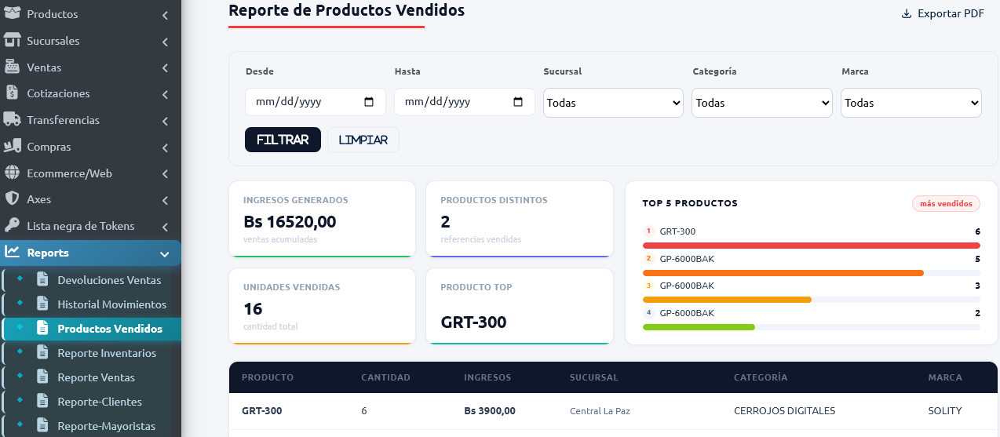 Productos
Sucursales
Ventas
Cotizaciones
Transferencias
Compras
Ecommerce/Web
Axes
Lista negra de Tokens
Reports
Devoluciones Ventas
Historial Movimientos
Productos Vendidos
Reporte Inventarios
Reporte Ventas
Reporte-Clientes
Reporte-Mayoristas
Reporte de Productos Vendidos
Exportar PDF
Desde Hasta Sucursal Categoría Marca
mm/dd/yyyy mm/dd/yyyy Todas Todas Todas
FILTRAR LIMPIAR
INGRESOS GENERADOS
Bs 16520,00
ventas acumuladas
PRODUCTOS DISTINTOS
2
referencias vendidas
UNIDADES VENDIDAS
16
cantidad total
PRODUCTO TOP
GRT-300
TOP 5 PRODUCTOS más vendidos
1 GRT-300 6
2 GP-6000BAK 5
3 GP-6000BAK 3
4 GP-6000BAK 2
PRODUCTO CANTIDAD INGRESOS SUCURSAL CATEGORÍA MARCA
GRT-300 6 Bs 3900,00 Central La Paz CERROJOS DIGITALES SOLITY